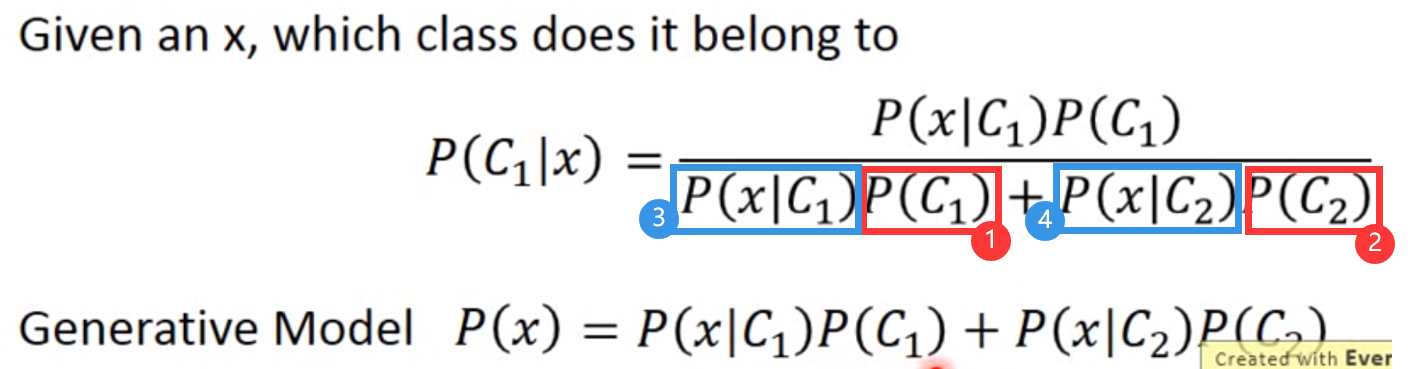 Given an x, which class does it belong to
P(x|C₁)P(C₁)
P(C₁|x) =
P(x|C₁)P(C₁) + P(x|C₂)P(C₂)
3 1 4 2
Generative Model P(x) = P(x|C₁)P(C₁) + P(x|C₂)P(C₂)
Created with Ever